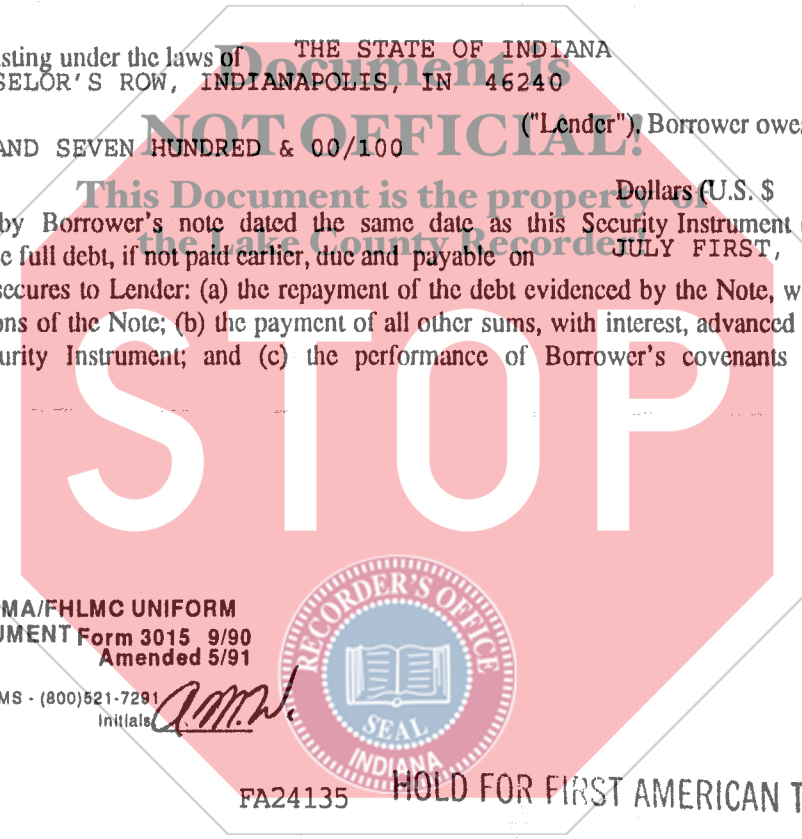 sting under the laws of THE STATE OF INDIANA
SELOR'S ROW, INDIANAPOLIS, IN 46240
Document is
("Lender"). Borrower owe
AND SEVEN HUNDRED & 00/100
NOT OFFICIAL!
Dollars (U.S. $
This Document is the property of
by Borrower's note dated the same date as this Security Instrument
the Lake County Recorder!
e full debt, if not paid earlier, due and payable on JULY FIRST,
secures to Lender: (a) the repayment of the debt evidenced by the Note, w
ons of the Note; (b) the payment of all other sums, with interest, advanced
urity Instrument; and (c) the performance of Borrower's covenants
STOP
MA/FHLMC UNIFORM
UMENT Form 3015 9/90
Amended 5/91
MS - (800)521-7291
Initials A.M.W.
RECORDER'S OFFICE
SEAL
INDIANA
FA24135 HOLD FOR FIRST AMERICAN T